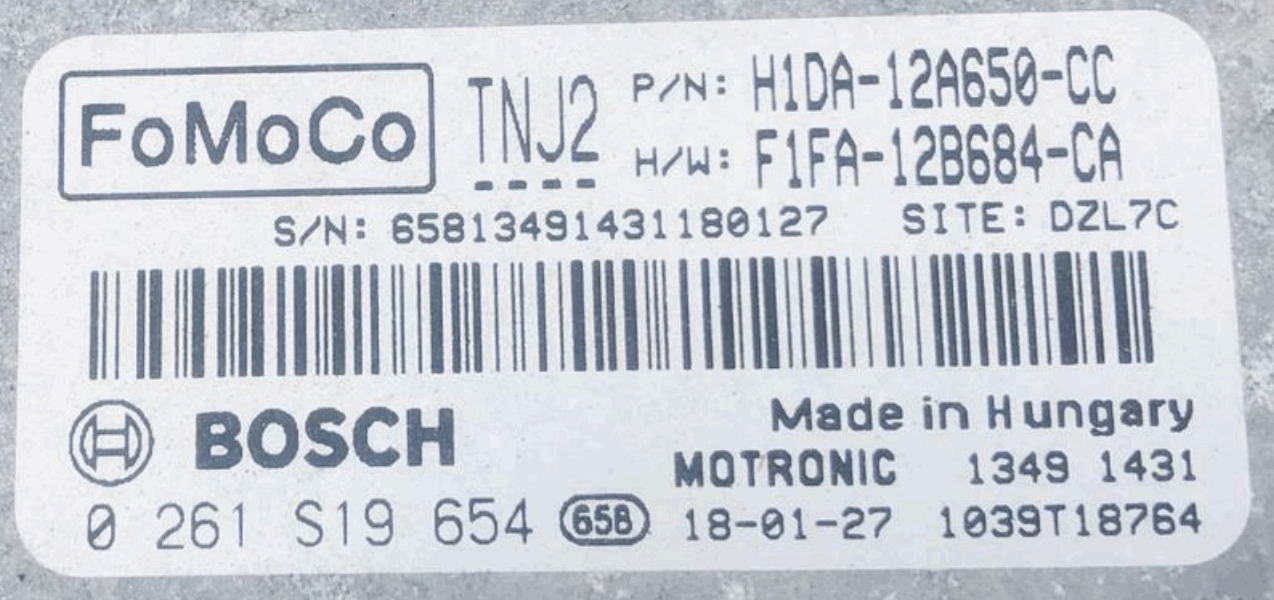 FoMoCo TNJ2 P/N: H1DA-12A650-CC
H/W: F1FA-12B684-CA
S/N: 65813491431180127 SITE: DZL7C
BOSCH Made in Hungary
MOTRONIC 1349 1431
0 261 S19 654 658 18-01-27 1039T18764